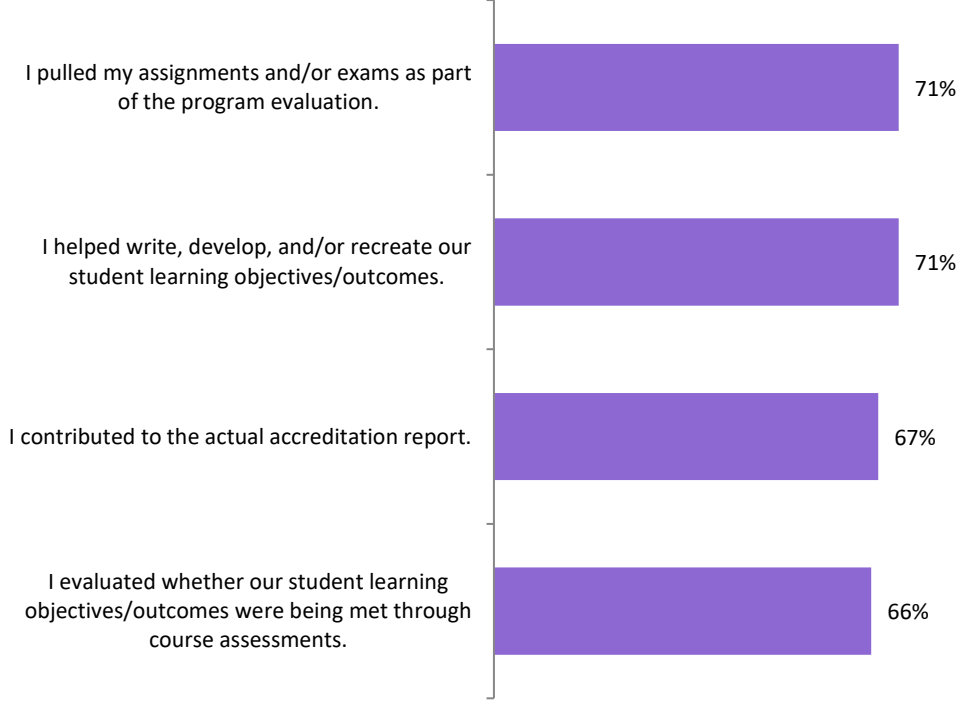 I pulled my assignments and/or exams as part
of the program evaluation.
71%
I helped write, develop, and/or recreate our
student learning objectives/outcomes.
71%
I contributed to the actual accreditation report.
67%
I evaluated whether our student learning
objectives/outcomes were being met through
course assessments.
66%